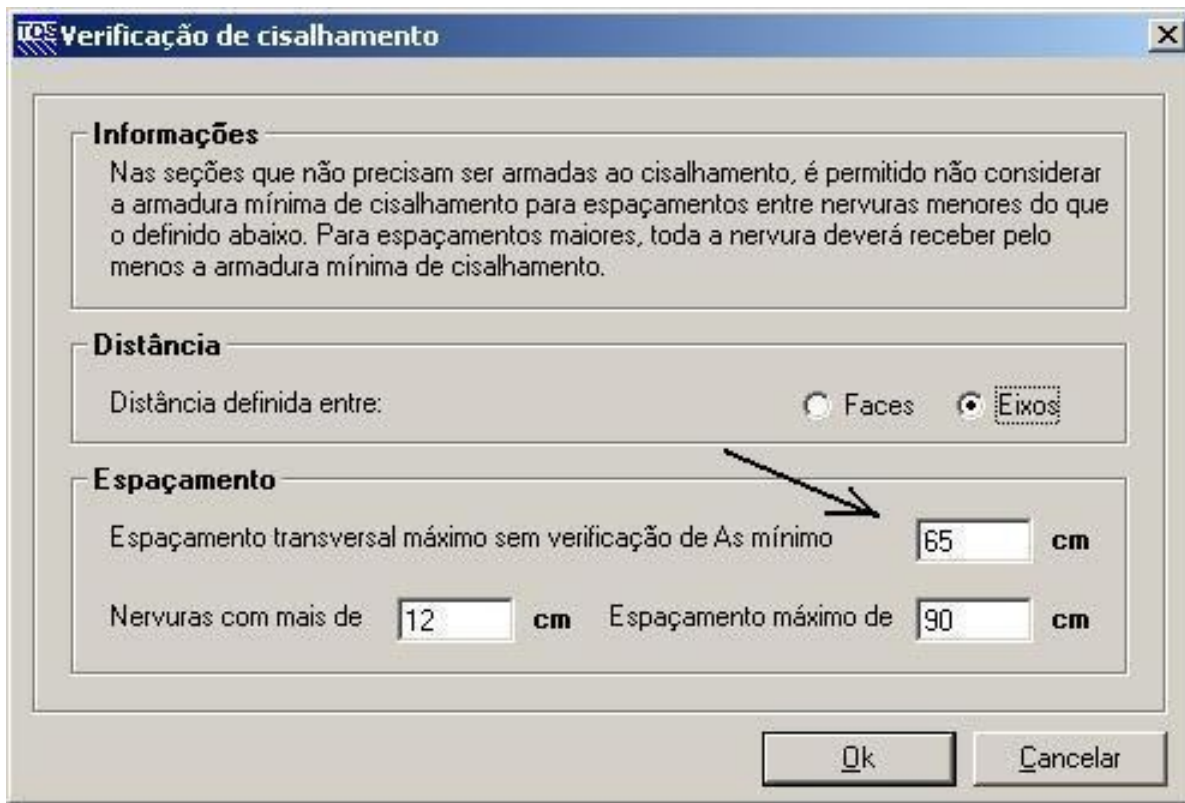 TQS Verificação de cisalhamento
Informações
Nas seções que não precisam ser armadas ao cisalhamento, é permitido não considerar
a armadura mínima de cisalhamento para espaçamentos entre nervuras menores do que
o definido abaixo. Para espaçamentos maiores, toda a nervura deverá receber pelo
menos a armadura mínima de cisalhamento.
Distância
Distância definida entre: Faces Eixos
Espaçamento
Espaçamento transversal máximo sem verificação de As mínimo 65 cm
Nervuras com mais de 12 cm Espaçamento máximo de 90 cm
Ok Cancelar